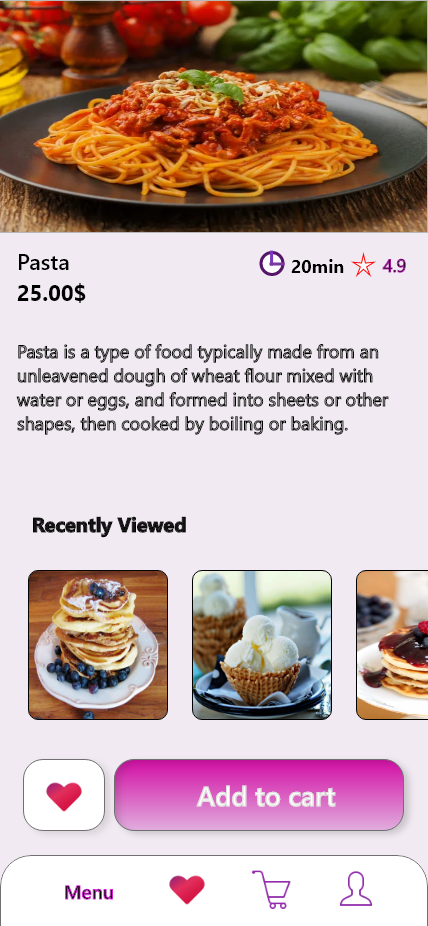 Pasta
20min
4.9
25.00$
Pasta is a type of food typically made from an
unleavened dough of wheat flour mixed with
water or eggs, and formed into sheets or other
shapes, then cooked by boiling or baking.
Recently Viewed
Add to cart
Menu